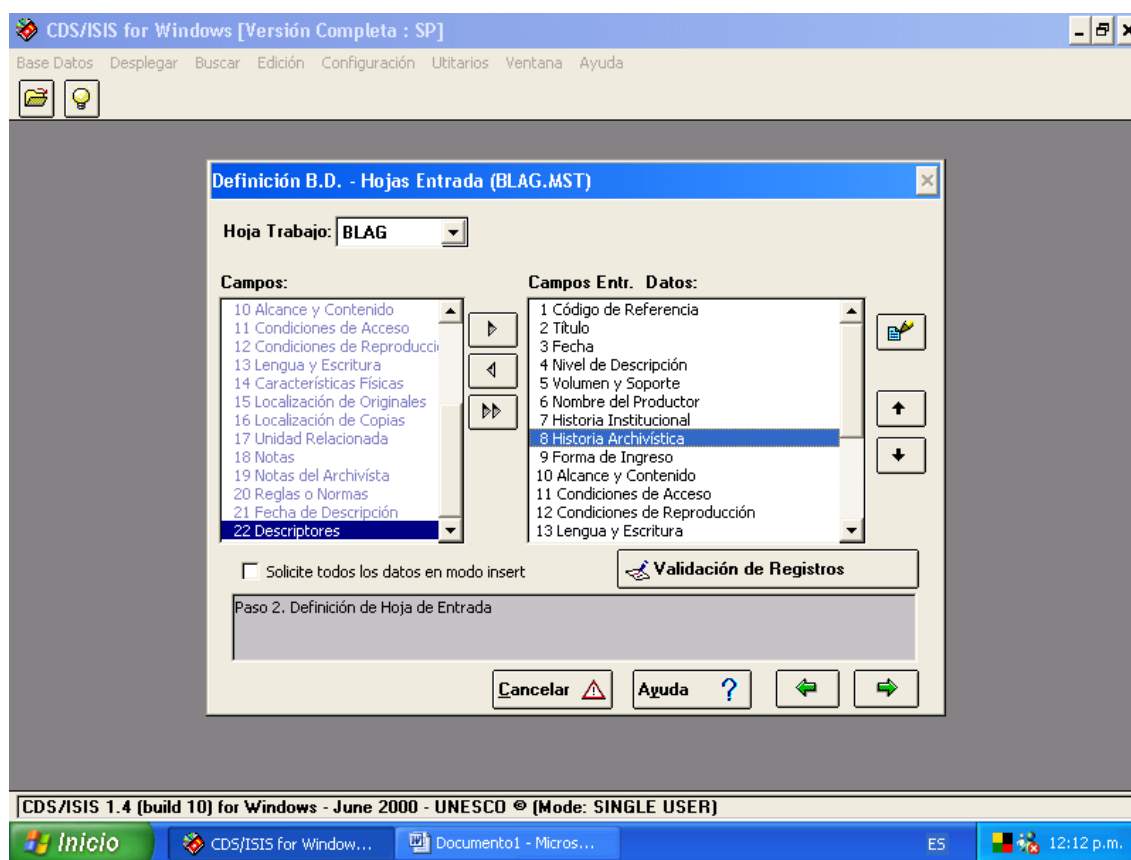 CDS/ISIS for Windows [Versión Completa : SP]
Base Datos Desplegar Buscar Edición Configuración Utitarios Ventana Ayuda
Definición B.D. - Hojas Entrada (BLAG.MST)
Hoja Trabajo: BLAG
Campos:
10 Alcance y Contenido
11 Condiciones de Acceso
12 Condiciones de Reproducci
13 Lengua y Escritura
14 Características Físicas
15 Localización de Originales
16 Localización de Copias
17 Unidad Relacionada
18 Notas
19 Notas del Archivísta
20 Reglas o Normas
21 Fecha de Descripción
22 Descriptores
Campos Entr. Datos:
1 Código de Referencia
2 Título
3 Fecha
4 Nivel de Descripción
5 Volumen y Soporte
6 Nombre del Productor
7 Historia Institucional
8 Historia Archivística
9 Forma de Ingreso
10 Alcance y Contenido
11 Condiciones de Acceso
12 Condiciones de Reproducción
13 Lengua y Escritura
Solicite todos los datos en modo insert
Validación de Registros
Paso 2. Definición de Hoja de Entrada
Cancelar Ayuda ?
CDS/ISIS 1.4 (build 10) for Windows - June 2000 - UNESCO © (Mode: SINGLE USER)
Inicio CDS/ISIS for Window... Documento1 - Micros... ES 12:12 p.m.